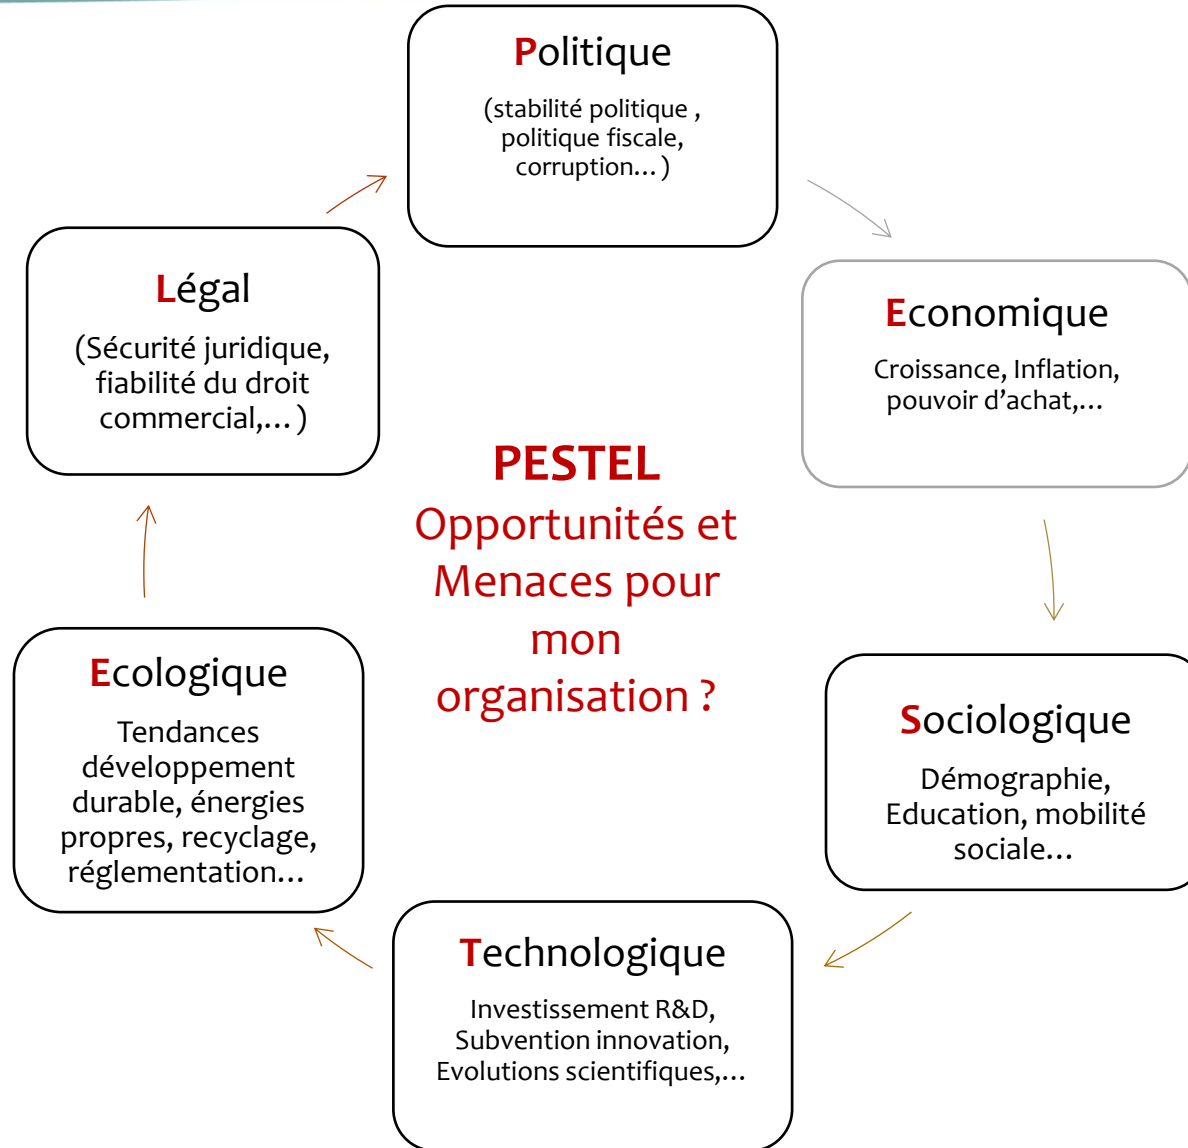 Politique
(stabilité politique ,
politique fiscale,
corruption… )
Economique
Croissance, Inflation,
pouvoir d’achat,…
Sociologique
Démographie,
Education, mobilité
sociale…
Technologique
Investissement R&D,
Subvention innovation,
Evolutions scientifiques,…
Ecologique
Tendances
développement
durable, énergies
propres, recyclage,
réglementation…
Légal
(Sécurité juridique,
fiabilité du droit
commercial,… )
PESTEL
Opportunités et
Menaces pour
mon
organisation ?